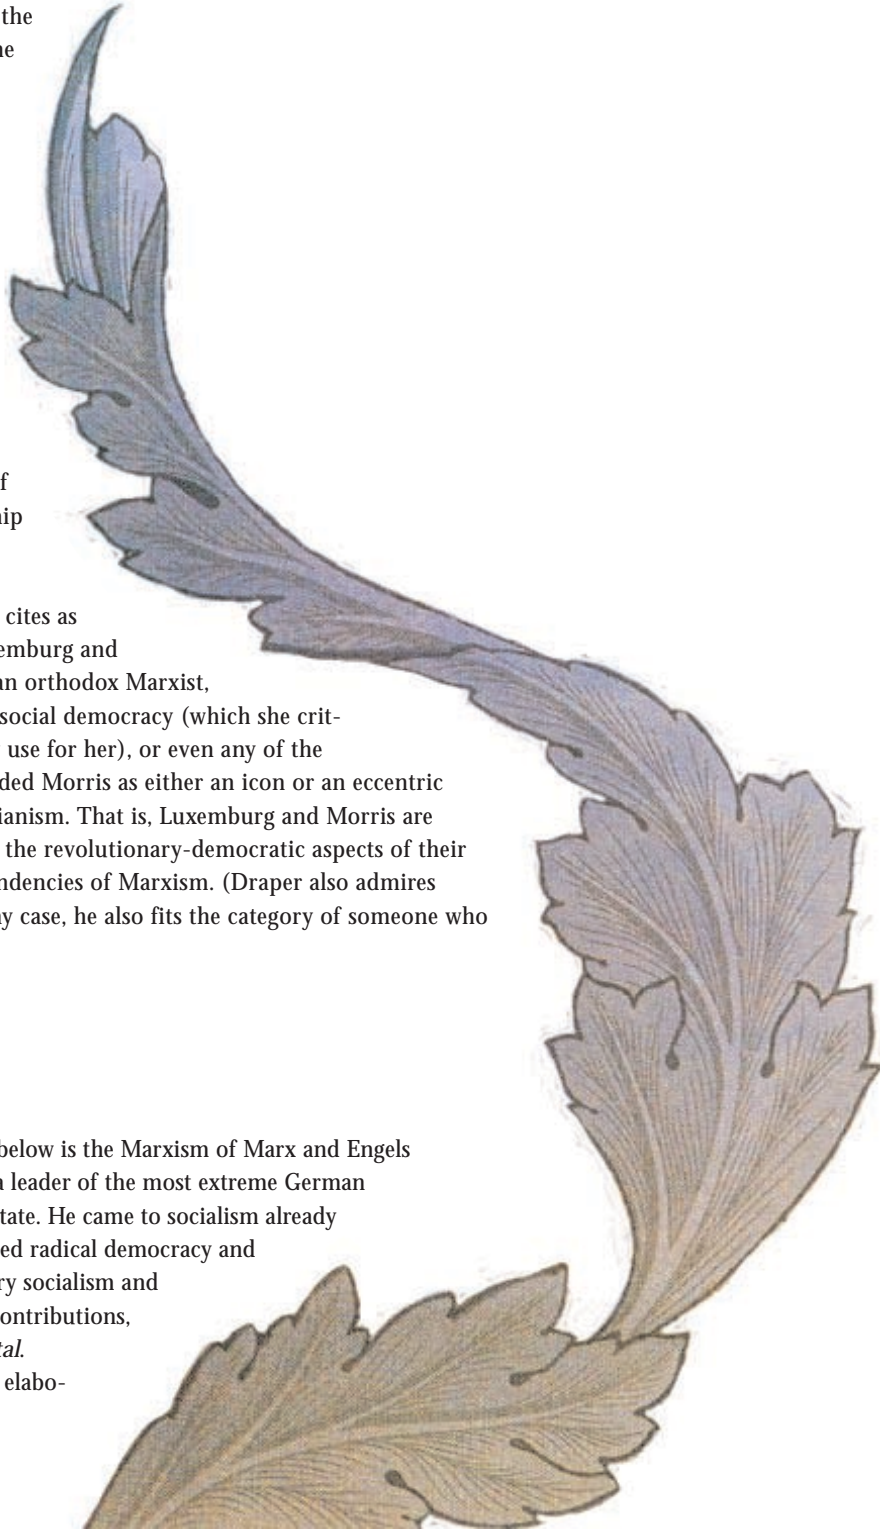 the
ne
f
ip
cites as
emburg and
an orthodox Marxist,
social democracy (which she crit-
use for her), or even any of the
ded Morris as either an icon or an eccentric
ianism. That is, Luxemburg and Morris are
the revolutionary-democratic aspects of their
ndencies of Marxism. (Draper also admires
ny case, he also fits the category of someone who
below is the Marxism of Marx and Engels
a leader of the most extreme German
tate. He came to socialism already
ed radical democracy and
ry socialism and
ontributions,
tal.
elabo-